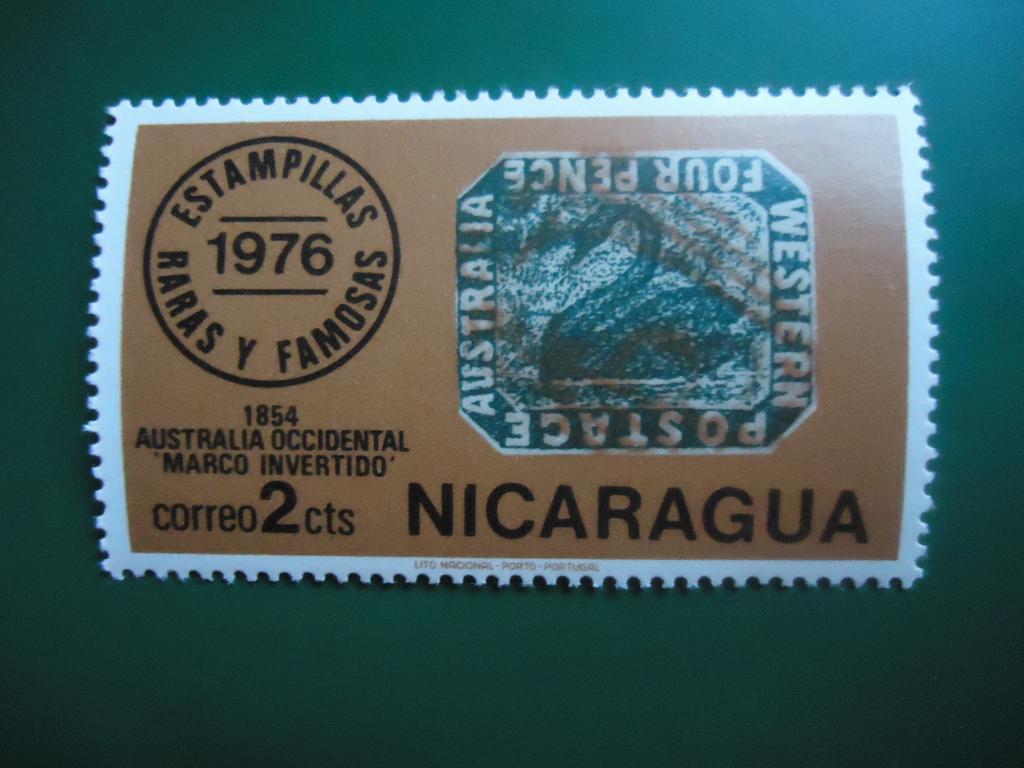 ESTAMPILLAS
1976
RARAS Y FAMOSAS
1854
AUSTRALIA OCCIDENTAL
'MARCO INVERTIDO'
correo 2 cts
FOUR PENCE
AUSTRALIA
WESTERN
POSTAGE
NICARAGUA
LITO NACIONAL - PORTO - PORTUGAL